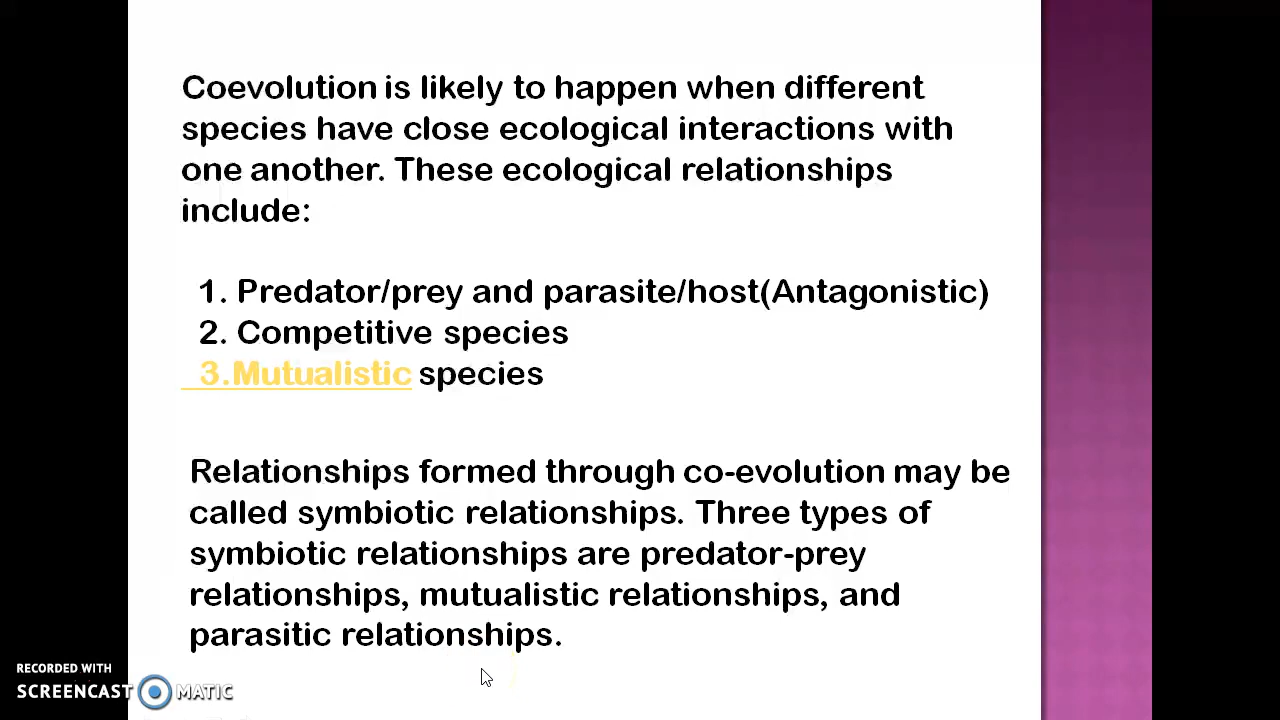 Coevolution is likely to happen when different
species have close ecological interactions with
one another. These ecological relationships
include:
1. Predator/prey and parasite/host(Antagonistic)
2. Competitive species
3.Mutualistic species
Relationships formed through co-evolution may be
called symbiotic relationships. Three types of
symbiotic relationships are predator-prey
relationships, mutualistic relationships, and
parasitic relationships.
RECORDED WITH
SCREENCAST MATIC